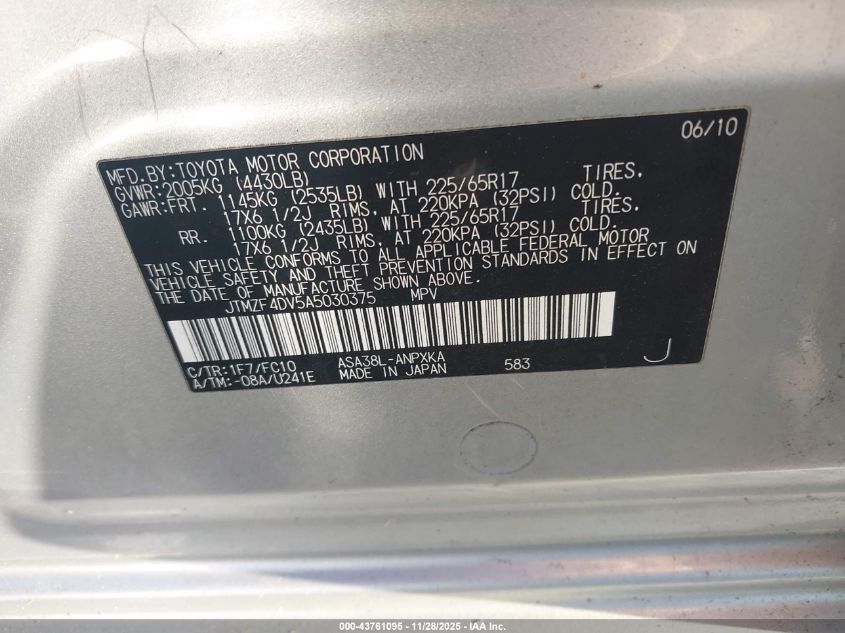 06/10
MFD.BY:TOYOTA MOTOR CORPORATION
GVWR:2005KG (4430LB)
GAWR:FRT. 1145KG (2535LB) WITH 225/65R17 TIRES,
17X6 1/2J RIMS, AT 220KPA (32PSI) COLD.
RR. 1100KG (2435LB) WITH 225/65R17 TIRES,
17X6 1/2J RIMS, AT 220KPA (32PSI) COLD.
THIS VEHICLE CONFORMS TO ALL APPLICABLE FEDERAL MOTOR
VEHICLE SAFETY AND THEFT PREVENTION STANDARDS IN EFFECT ON
THE DATE OF MANUFACTURE SHOWN ABOVE.
JTMZF4DV5A5030375 MPV
C/TR:1F7/FC10 ASA38L-ANPXKA
A/TM:-08A/U241E MADE IN JAPAN 583 J
000-43761095 - 11/28/2025 - IAA Inc.